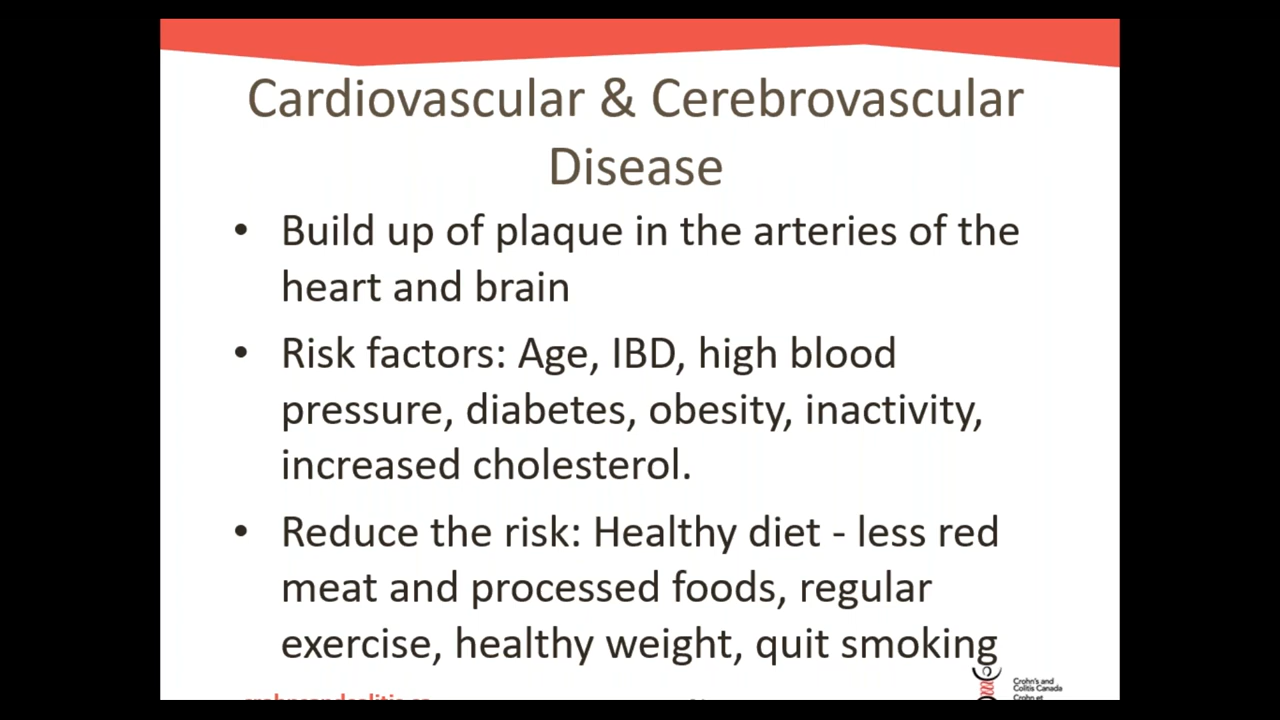 Cardiovascular & Cerebrovascular
Disease
• Build up of plaque in the arteries of the
heart and brain
• Risk factors: Age, IBD, high blood
pressure, diabetes, obesity, inactivity,
increased cholesterol.
• Reduce the risk: Healthy diet - less red
meat and processed foods, regular
exercise, healthy weight, quit smoking
Crohn's and
Colitis Canada
Crohn et